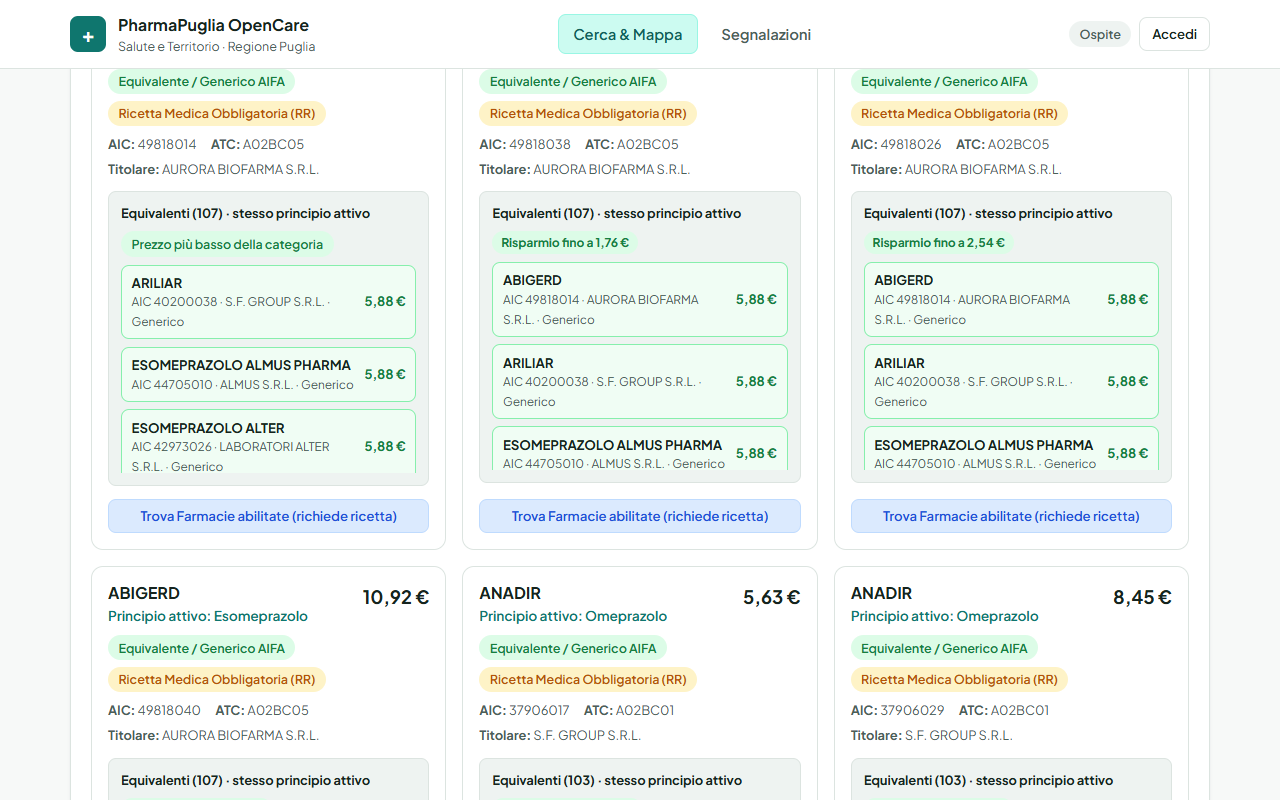 +
PharmaPuglia OpenCare
Salute e Territorio · Regione Puglia
Cerca & Mappa
Segnalazioni
Ospite
Accedi
Equivalente / Generico AIFA
Ricetta Medica Obbligatoria (RR)
AIC: 49818014 ATC: A02BC05
Titolare: AURORA BIOFARMA S.R.L.
Equivalenti (107) · stesso principio attivo
Prezzo più basso della categoria
ARILIAR
AIC 40200038 · S.F. GROUP S.R.L. ·
Generico
5,88 €
ESOMEPRAZOLO ALMUS PHARMA
AIC 44705010 · ALMUS S.R.L. · Generico
5,88 €
ESOMEPRAZOLO ALTER
AIC 42973026 · LABORATORI ALTER
S.R.L. · Generico
5,88 €
Trova Farmacie abilitate (richiede ricetta)
Equivalente / Generico AIFA
Ricetta Medica Obbligatoria (RR)
AIC: 49818038 ATC: A02BC05
Titolare: AURORA BIOFARMA S.R.L.
Equivalenti (107) · stesso principio attivo
Risparmio fino a 1,76 €
ABIGERD
AIC 49818014 · AURORA BIOFARMA
S.R.L. · Generico
5,88 €
ARILIAR
AIC 40200038 · S.F. GROUP S.R.L. ·
Generico
5,88 €
ESOMEPRAZOLO ALMUS PHARMA
AIC 44705010 · ALMUS S.R.L. · Generico
5,88 €
Trova Farmacie abilitate (richiede ricetta)
Equivalente / Generico AIFA
Ricetta Medica Obbligatoria (RR)
AIC: 49818026 ATC: A02BC05
Titolare: AURORA BIOFARMA S.R.L.
Equivalenti (107) · stesso principio attivo
Risparmio fino a 2,54 €
ABIGERD
AIC 49818014 · AURORA BIOFARMA
S.R.L. · Generico
5,88 €
ARILIAR
AIC 40200038 · S.F. GROUP S.R.L. ·
Generico
5,88 €
ESOMEPRAZOLO ALMUS PHARMA
AIC 44705010 · ALMUS S.R.L. · Generico
5,88 €
Trova Farmacie abilitate (richiede ricetta)
ABIGERD
10,92 €
Principio attivo: Esomeprazolo
Equivalente / Generico AIFA
Ricetta Medica Obbligatoria (RR)
AIC: 49818040 ATC: A02BC05
Titolare: AURORA BIOFARMA S.R.L.
Equivalenti (107) · stesso principio attivo
ANADIR
5,63 €
Principio attivo: Omeprazolo
Equivalente / Generico AIFA
Ricetta Medica Obbligatoria (RR)
AIC: 37906017 ATC: A02BC01
Titolare: S.F. GROUP S.R.L.
Equivalenti (103) · stesso principio attivo
ANADIR
8,45 €
Principio attivo: Omeprazolo
Equivalente / Generico AIFA
Ricetta Medica Obbligatoria (RR)
AIC: 37906029 ATC: A02BC01
Titolare: S.F. GROUP S.R.L.
Equivalenti (103) · stesso principio attivo